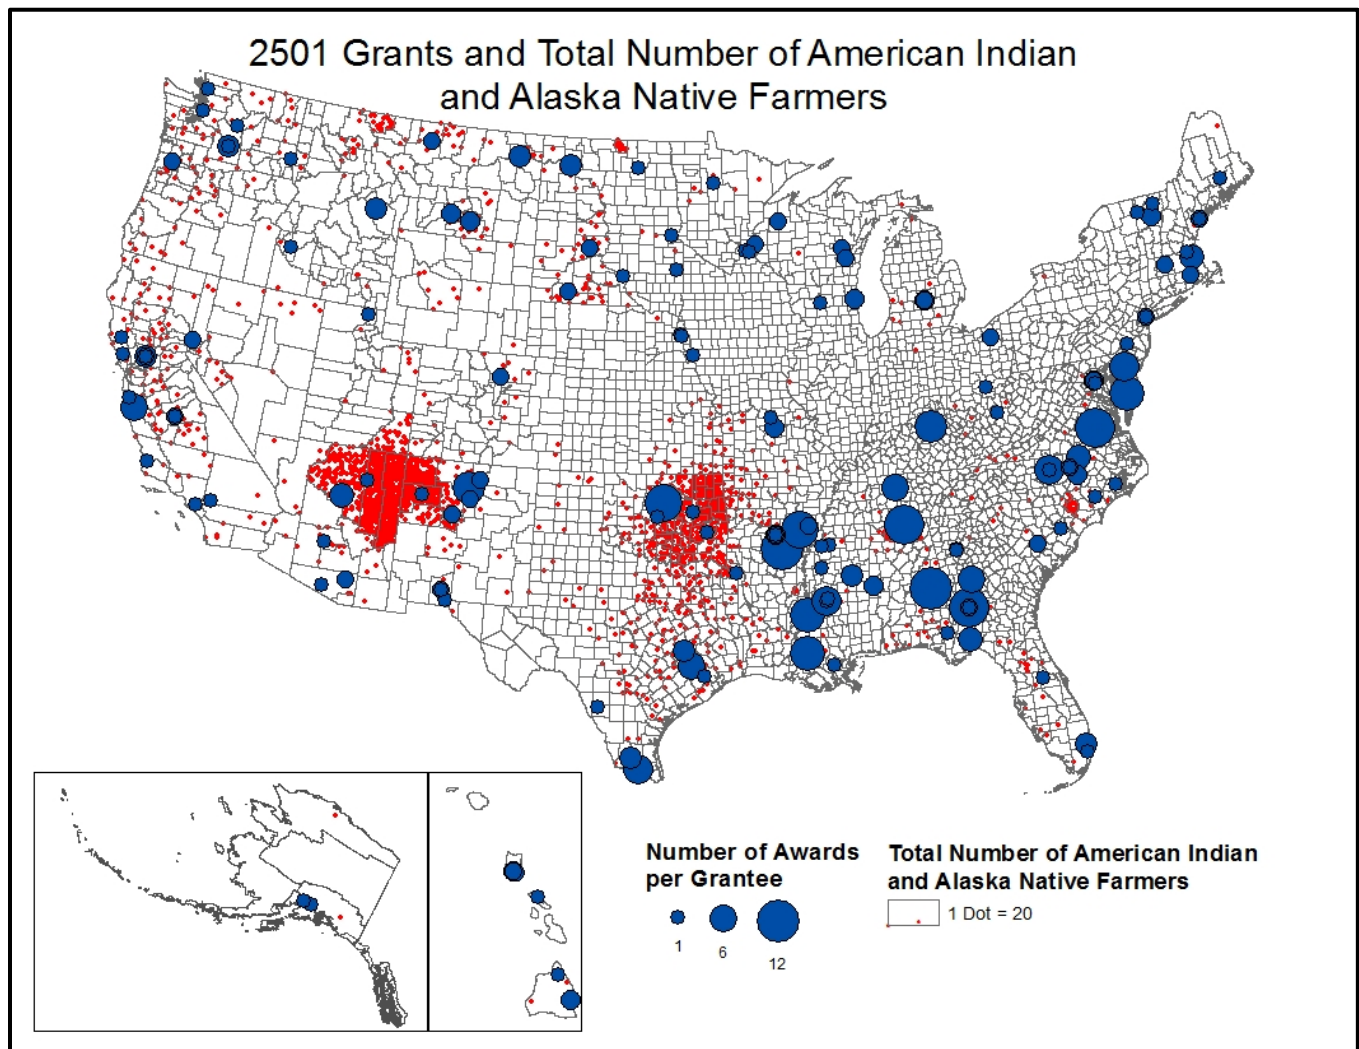 2501 Grants and Total Number of American Indian
and Alaska Native Farmers
Number of Awards
per Grantee
1
6
12
Total Number of American Indian
and Alaska Native Farmers
1 Dot = 20